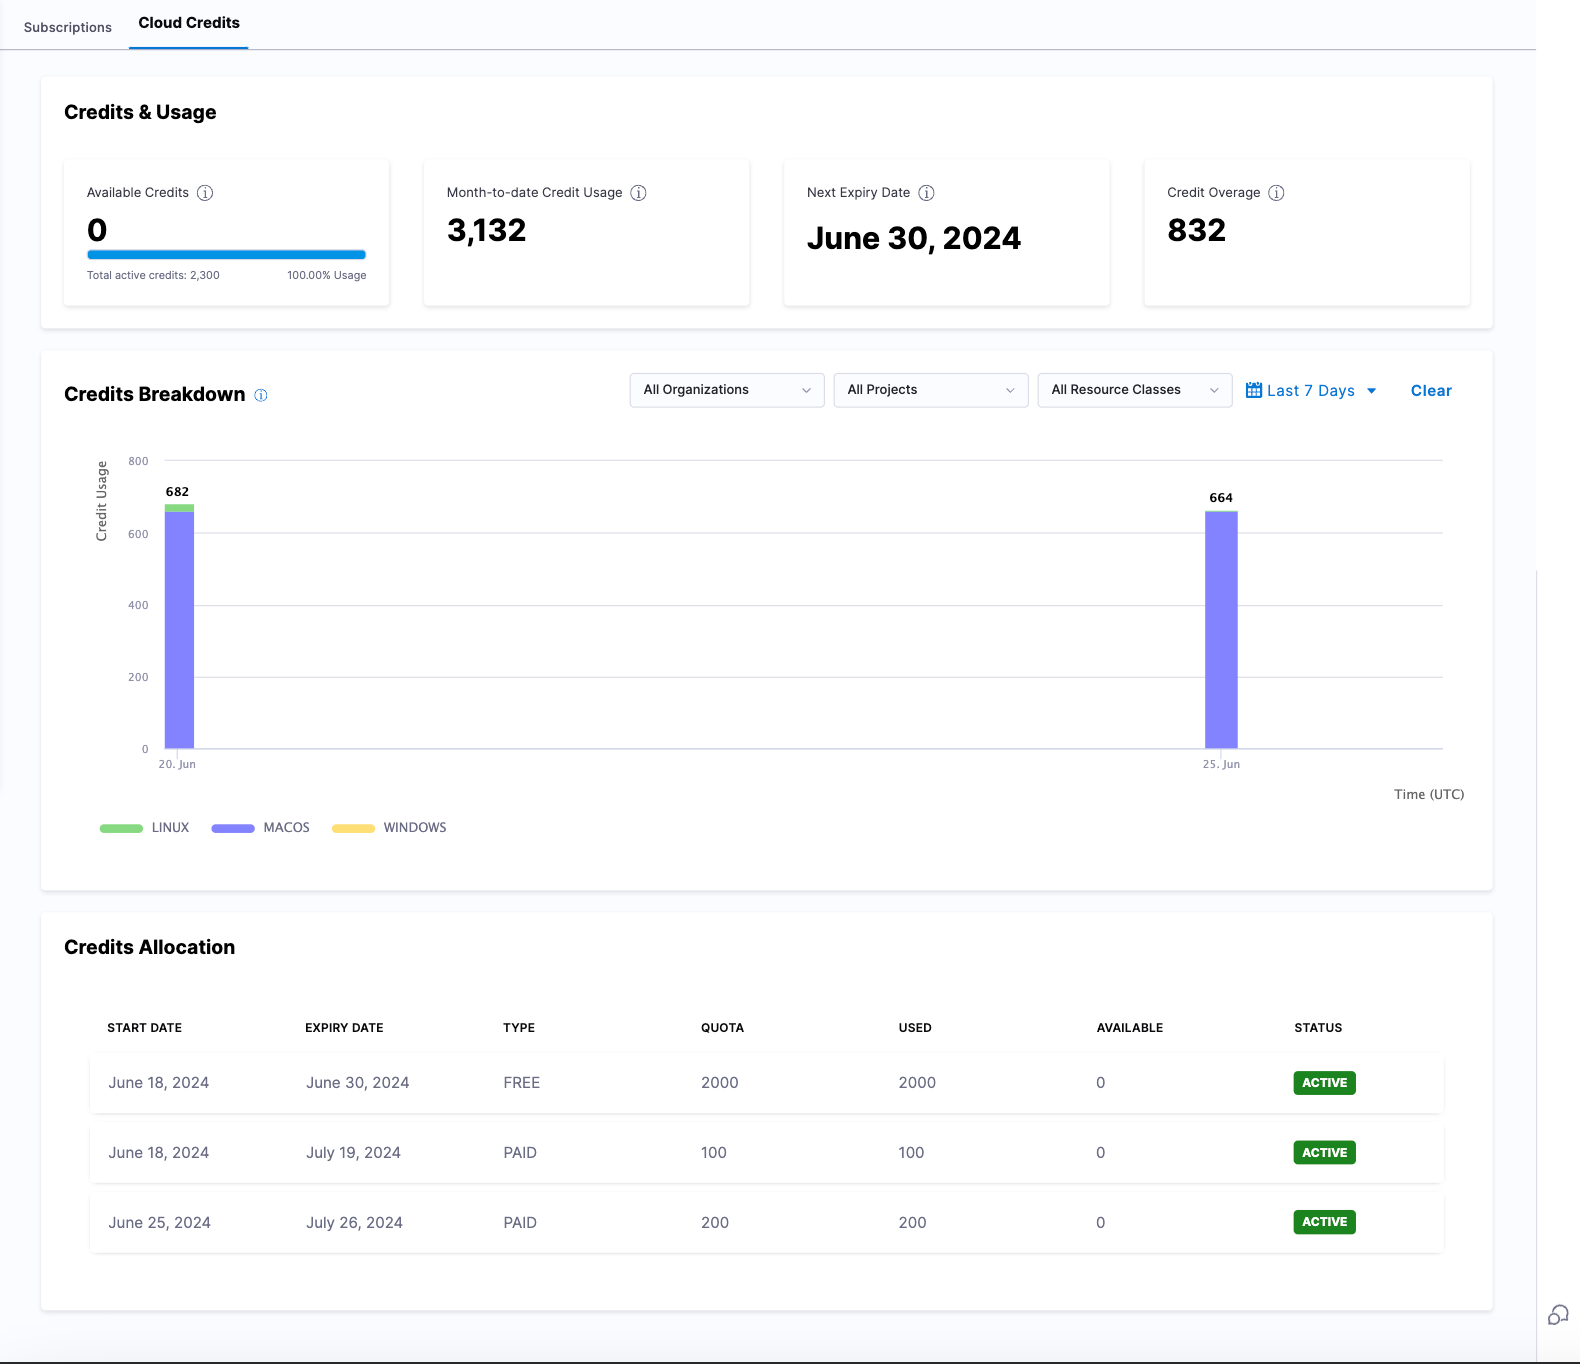 Subscriptions
Cloud Credits
Credits & Usage
Available Credits
0
Total active credits: 2,300
100.00% Usage
Month-to-date Credit Usage
3,132
Next Expiry Date
June 30, 2024
Credit Overage
832
Credits Breakdown
All Organizations
All Projects
All Resource Classes
Last 7 Days
Clear
Credit Usage
800
600
400
200
0
682
664
20. Jun
25. Jun
Time (UTC)
LINUX
MACOS
WINDOWS
Credits Allocation
START DATE EXPIRY DATE TYPE QUOTA USED AVAILABLE STATUS
June 18, 2024 June 30, 2024 FREE 2000 2000 0 ACTIVE
June 18, 2024 July 19, 2024 PAID 100 100 0 ACTIVE
June 25, 2024 July 26, 2024 PAID 200 200 0 ACTIVE